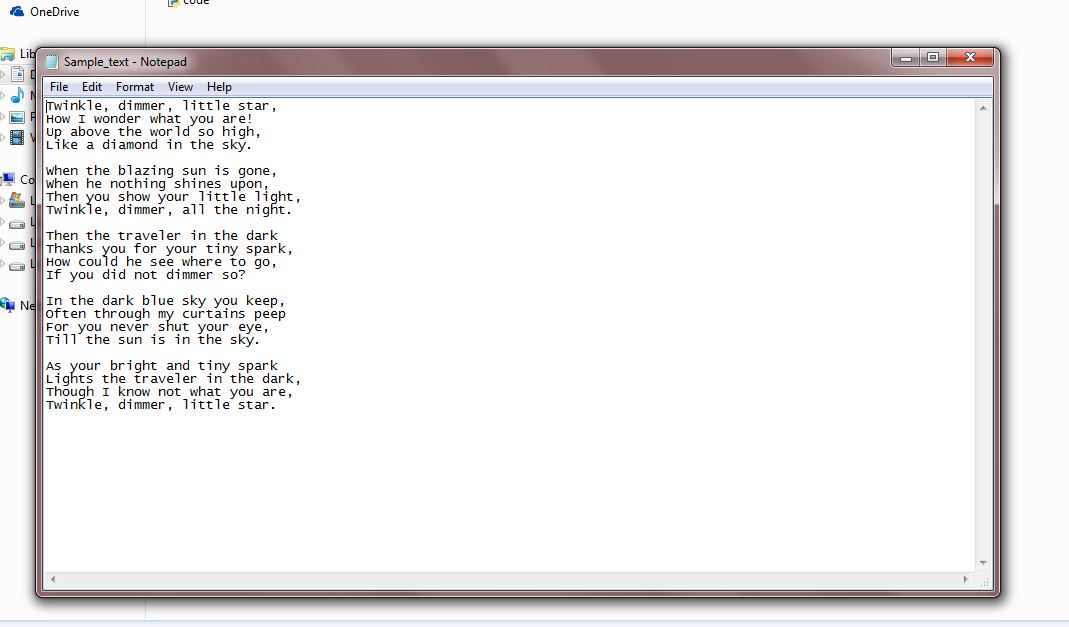 OneDrive
code
Lib
Co
Ne
Sample_text - Notepad
File Edit Format View Help
Twinkle, dimmer, little star,
How I wonder what you are!
Up above the world so high,
Like a diamond in the sky.
When the blazing sun is gone,
When he nothing shines upon,
Then you show your little light,
Twinkle, dimmer, all the night.
Then the traveler in the dark
Thanks you for your tiny spark,
How could he see where to go,
If you did not dimmer so?
In the dark blue sky you keep,
Often through my curtains peep
For you never shut your eye,
Till the sun is in the sky.
As your bright and tiny spark
Lights the traveler in the dark,
Though I know not what you are,
Twinkle, dimmer, little star.